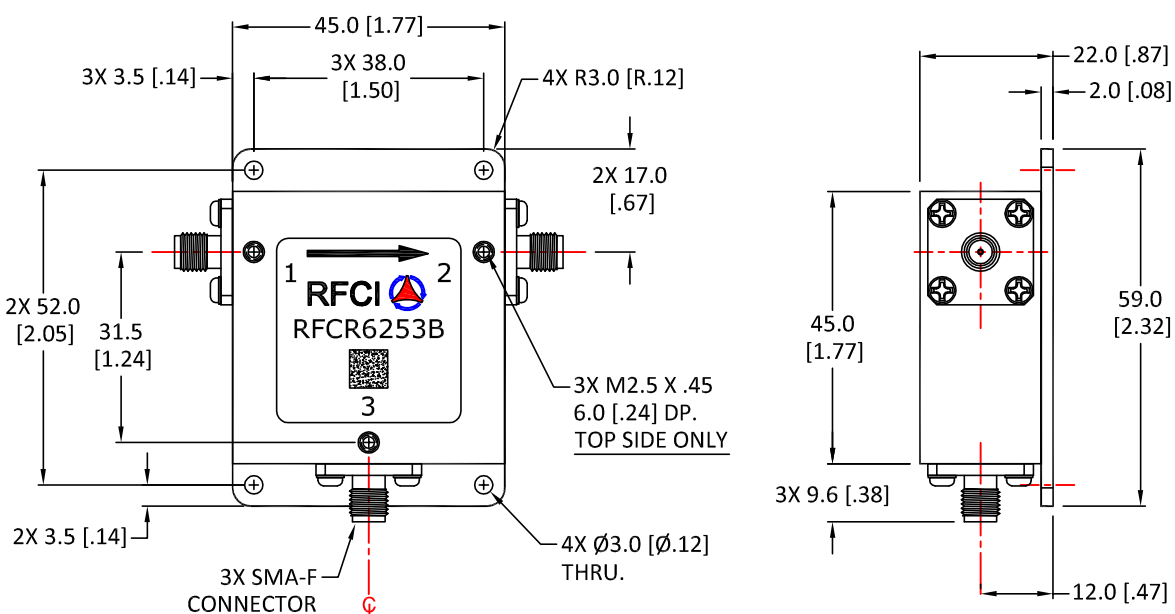 45.0 [1.77]
3X 3.5 [.14]
3X 38.0
[1.50]
4X R3.0 [R.12]
2X 17.0
[.67]
2X 52.0
[2.05]
31.5
[1.24]
1
2
RFCI
RFCR6253B
3
3X M2.5 X .45
6.0 [.24] DP.
TOP SIDE ONLY
2X 3.5 [.14]
3X SMA-F
CONNECTOR
4X Ø3.0 [Ø.12]
THRU.
22.0 [.87]
2.0 [.08]
45.0
[1.77]
59.0
[2.32]
3X 9.6 [.38]
12.0 [.47]